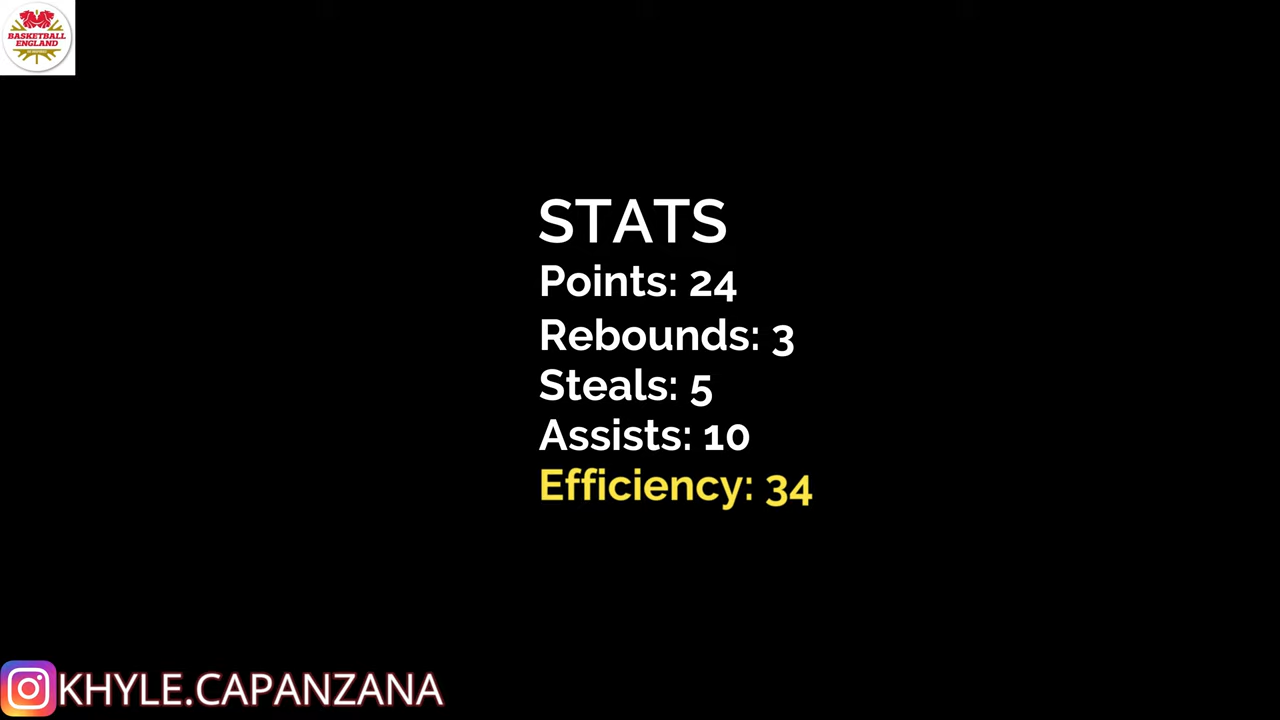 BASKETBALL
ENGLAND
STATS
Points: 24
Rebounds: 3
Steals: 5
Assists: 10
Efficiency: 34
KHYLE.CAPANZANA